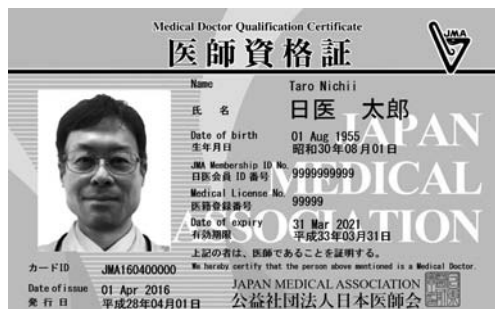 Medical Doctor Qualification Certificate
医師資格証
JMA
Name Taro Nichii
氏 名 日医 太郎
Date of birth 01 Aug 1955
生年月日 昭和30年08月01日
JMA Membership ID No.
日医会員 ID 番号 9999999999
Medical License No.
医籍登録番号 99999
Date of expiry 31 Mar 2021
有効期限 平成33年03月31日
上記の者は、医師であることを証明する。
We hereby certify that the person above mentioned is a Medical Doctor.
カードID JMA160400000
Date of issue 01 Apr 2016
発行日 平成28年04月01日
JAPAN MEDICAL ASSOCIATION
公益社団法人日本医師会
JAPAN
MEDICAL
ASSOCIATION